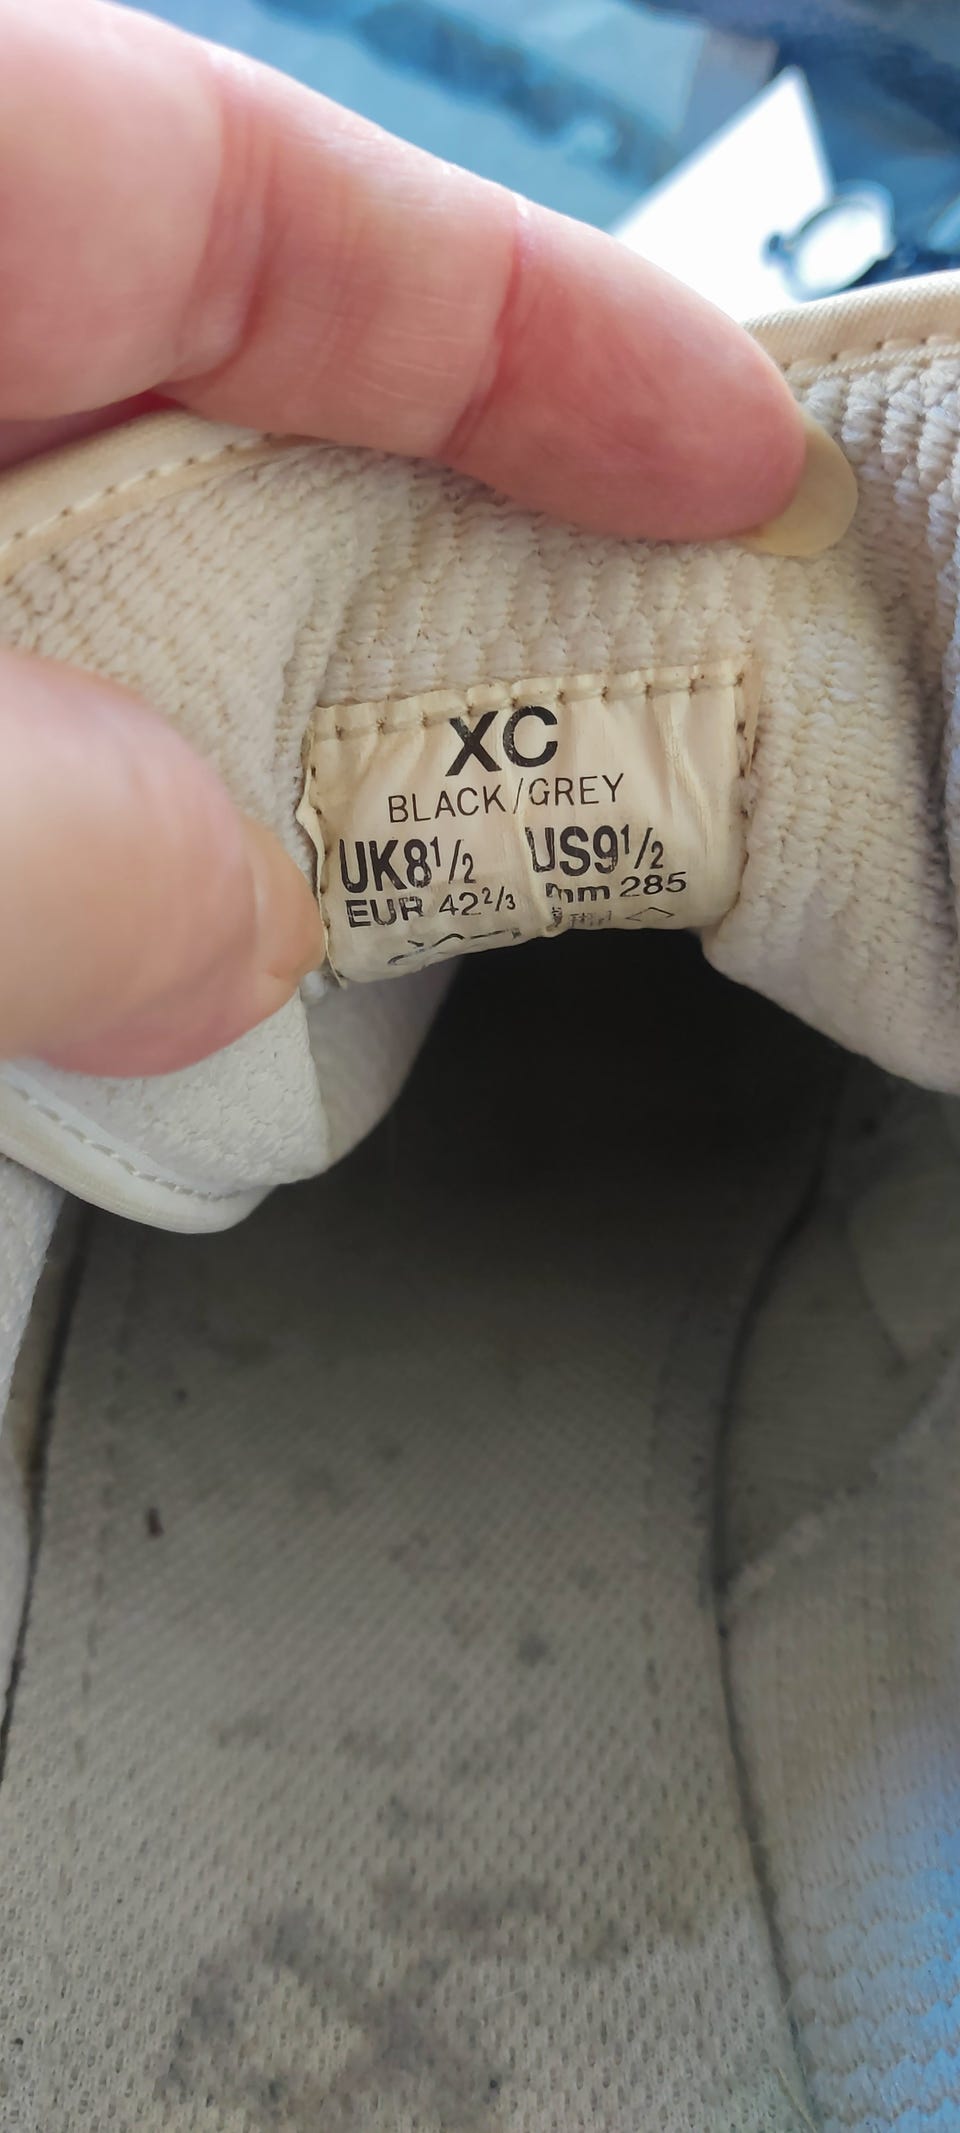 XC
BLACK/GREY
UK8½ US9½
EUR 42⅔ mm 285